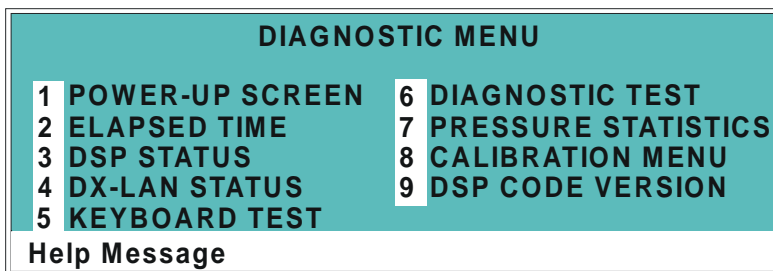 DIAGNOSTIC MENU
1 POWER-UP SCREEN
2 ELAPSED TIME
3 DSP STATUS
4 DX-LAN STATUS
5 KEYBOARD TEST
6 DIAGNOSTIC TEST
7 PRESSURE STATISTICS
8 CALIBRATION MENU
9 DSP CODE VERSION
Help Message